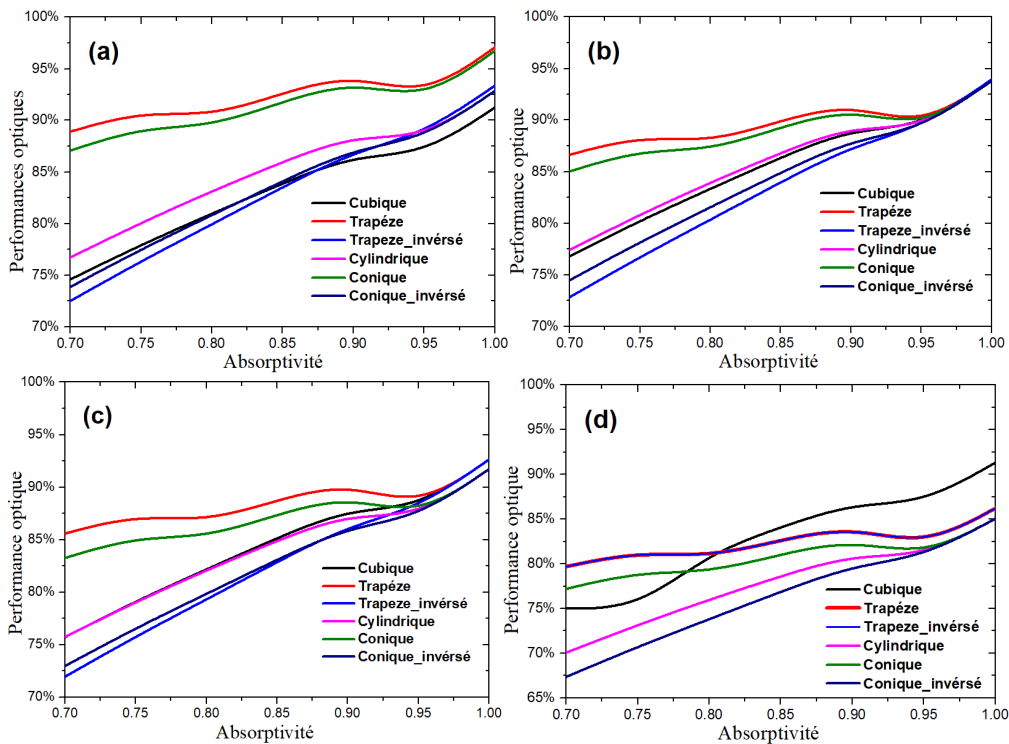 (a)
Performances optiques
100%
95%
90%
85%
80%
75%
70%
Cubique
Trapéze
Trapeze_invérsé
Cylindrique
Conique
Conique_invérsé
0.70 0.75 0.80 0.85 0.90 0.95 1.00
Absorptivité
(b)
Performance optique
100%
95%
90%
85%
80%
75%
70%
Cubique
Trapéze
Trapeze_invérsé
Cylindrique
Conique
Conique_invérsé
0.70 0.75 0.80 0.85 0.90 0.95 1.00
Absorptivité
(c)
Performance optique
100%
95%
90%
85%
80%
75%
70%
Cubique
Trapéze
Trapeze_invérsé
Cylindrique
Conique
Conique_invérsé
0.70 0.75 0.80 0.85 0.90 0.95 1.00
Absorptivité
(d)
Performance optique
100%
95%
90%
85%
80%
75%
70%
65%
Cubique
Trapéze
Trapeze_invérsé
Cylindrique
Conique
Conique_invérsé
0.70 0.75 0.80 0.85 0.90 0.95 1.00
Absorptivité